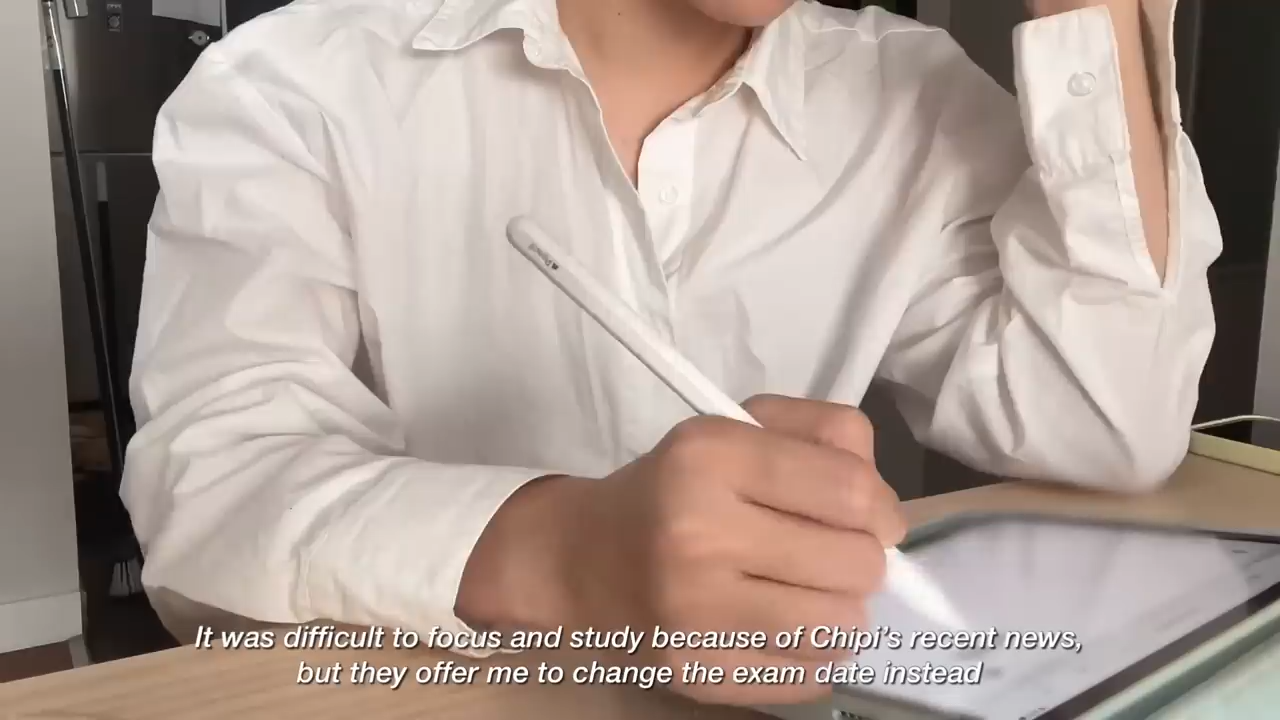 It was difficult to focus and study because of Chipi's recent news,
but they offer me to change the exam date instead
Pencil